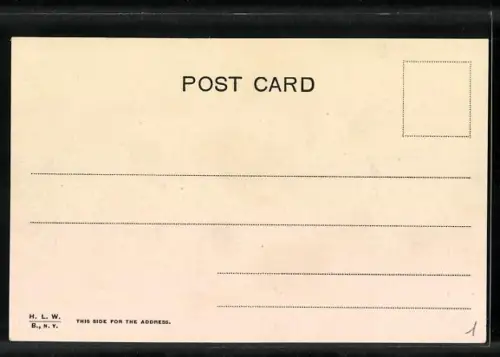 POST CARD
H. L. W.
B., N. Y.
THIS SIDE FOR THE ADDRESS.
1